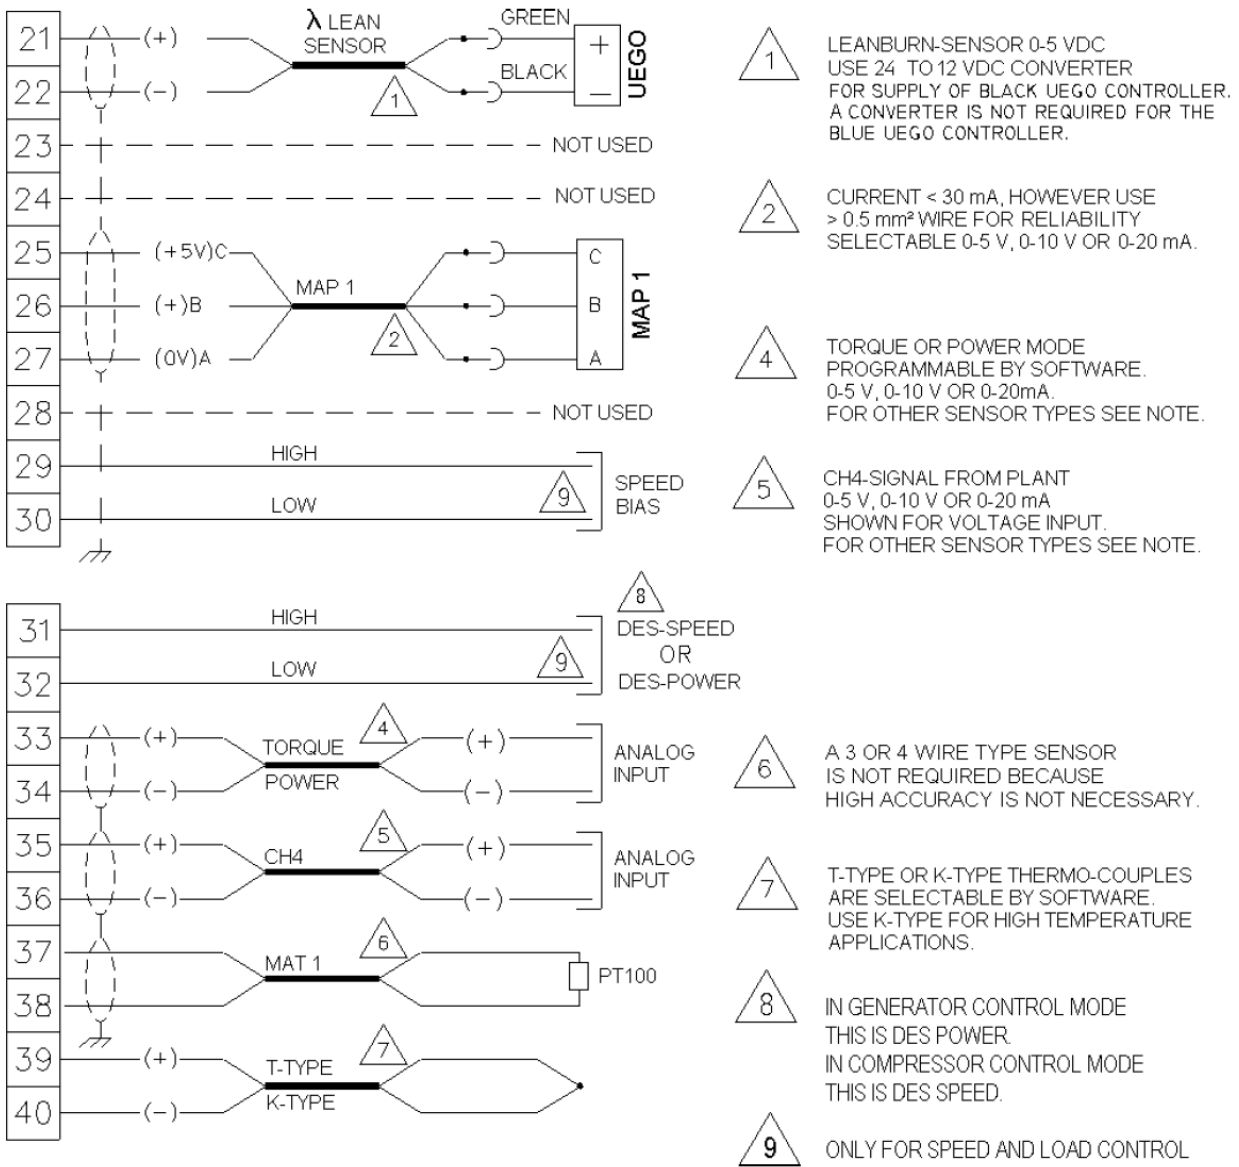 21
(+)
λ LEAN
SENSOR
GREEN
+
UEGO
22
(-)
1
BLACK
-
23
NOT USED
24
NOT USED
25
(+5V)C
C
MAP 1
26
(+)B
MAP 1
B
27
(0V)A
2
A
28
NOT USED
29
HIGH
SPEED
BIAS
30
LOW
9
1
LEANBURN-SENSOR 0-5 VDC
USE 24 TO 12 VDC CONVERTER
FOR SUPPLY OF BLACK UEGO CONTROLLER.
A CONVERTER IS NOT REQUIRED FOR THE
BLUE UEGO CONTROLLER.
2
CURRENT < 30 mA, HOWEVER USE
> 0.5 mm² WIRE FOR RELIABILITY
SELECTABLE 0-5 V, 0-10 V OR 0-20 mA.
4
TORQUE OR POWER MODE
PROGRAMMABLE BY SOFTWARE.
0-5 V, 0-10 V OR 0-20mA.
FOR OTHER SENSOR TYPES SEE NOTE.
5
CH4-SIGNAL FROM PLANT
0-5 V, 0-10 V OR 0-20 mA
SHOWN FOR VOLTAGE INPUT.
FOR OTHER SENSOR TYPES SEE NOTE.
31
HIGH
8
DES-SPEED
OR
DES-POWER
32
LOW
9
33
(+)
TORQUE
POWER
4
(+)
ANALOG
INPUT
34
(-)
(-)
35
(+)
CH4
5
(+)
ANALOG
INPUT
36
(-)
(-)
37
MAT 1
6
PT100
38
39
(+)
T-TYPE
K-TYPE
7
40
(-)
6
A 3 OR 4 WIRE TYPE SENSOR
IS NOT REQUIRED BECAUSE
HIGH ACCURACY IS NOT NECESSARY.
7
T-TYPE OR K-TYPE THERMO-COUPLES
ARE SELECTABLE BY SOFTWARE.
USE K-TYPE FOR HIGH TEMPERATURE
APPLICATIONS.
8
IN GENERATOR CONTROL MODE
THIS IS DES POWER.
IN COMPRESSOR CONTROL MODE
THIS IS DES SPEED.
9
ONLY FOR SPEED AND LOAD CONTROL